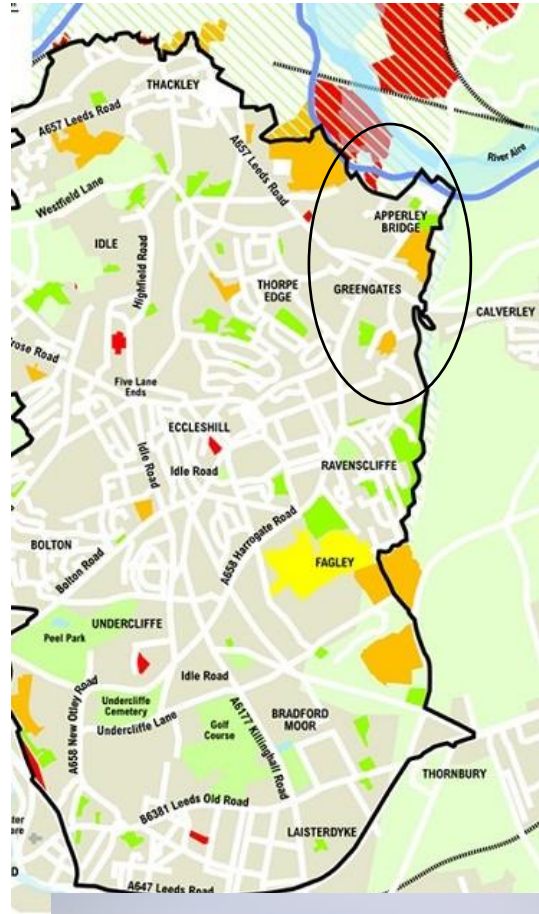 THACKLEY
A657 Leeds Road
A657 Leeds Road
River Aire
Westfield Lane
APPERLEY
BRIDGE
IDLE
Highfield Road
THORPE
EDGE
GREENGATES
CALVERLEY
rose Road
Five Lane
Ends
ECCLESHILL
Idle Road
Idle Road
RAVENSCLIFFE
A658 Harrogate Road
BOLTON
Bolton Road
FAGLEY
UNDERCLIFFE
Peel Park
Idle Road
A658 New Otley Road
Undercliffe
Cemetery
Undercliffe Lane
Golf
Course
A6177 Killinghall Road
BRADFORD
MOOR
THORNBURY
B6381 Leeds Old Road
LAISTERDYKE
A647 Leeds Road